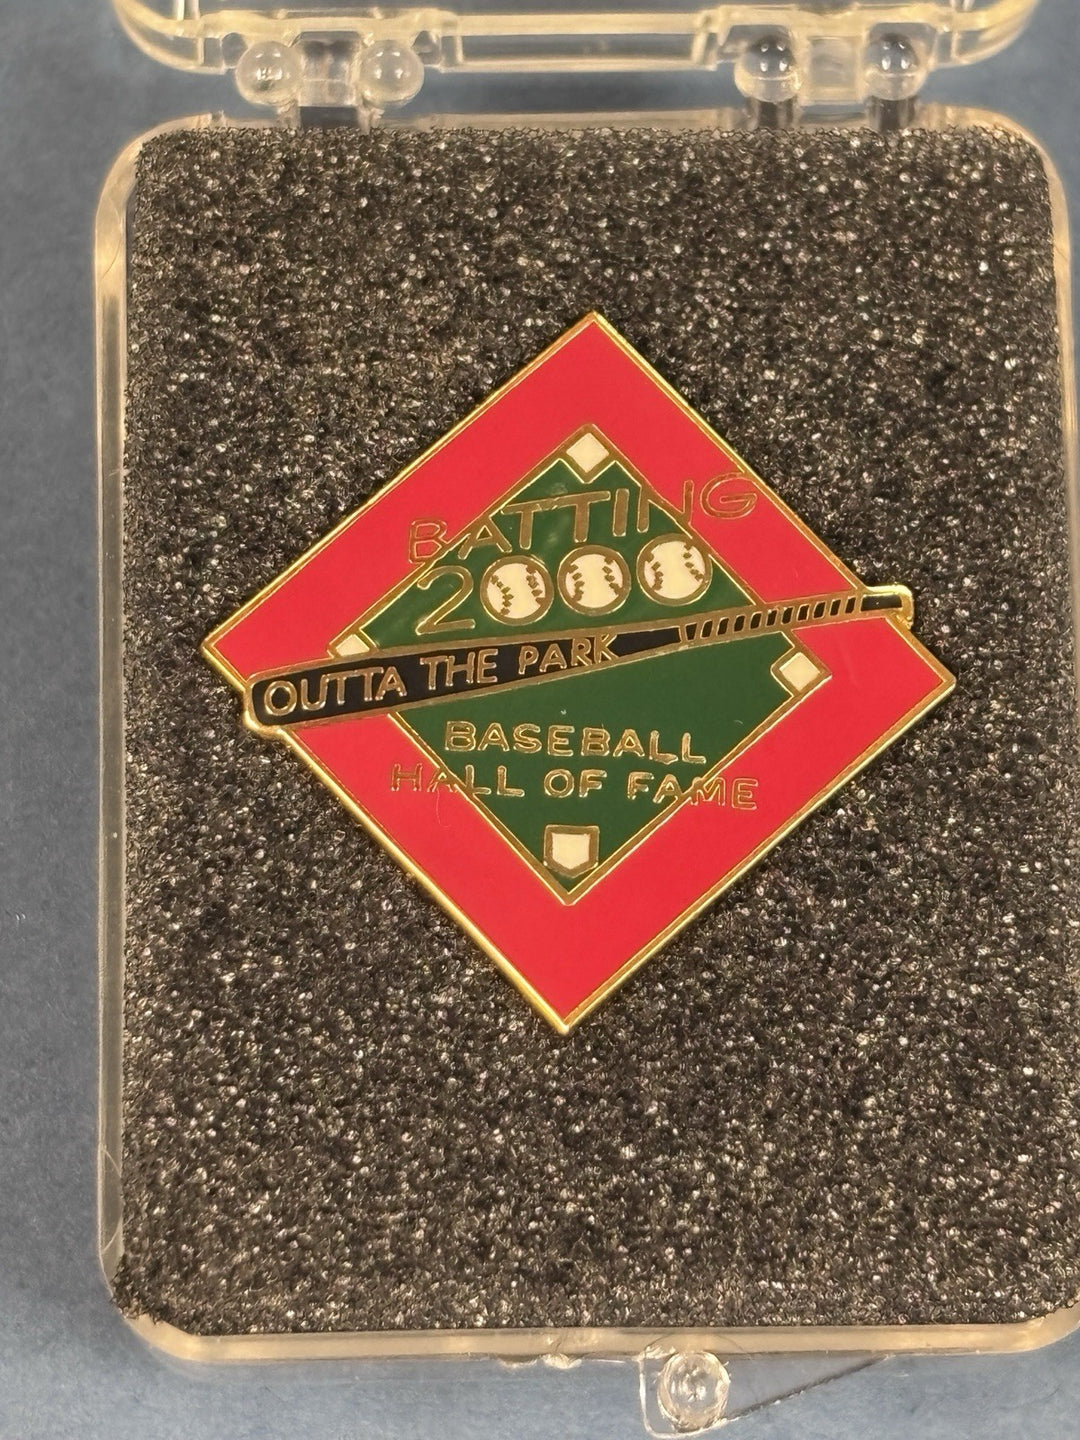 BATTING
2000
OUTTA THE PARK
BASEBALL
HALL OF FAME